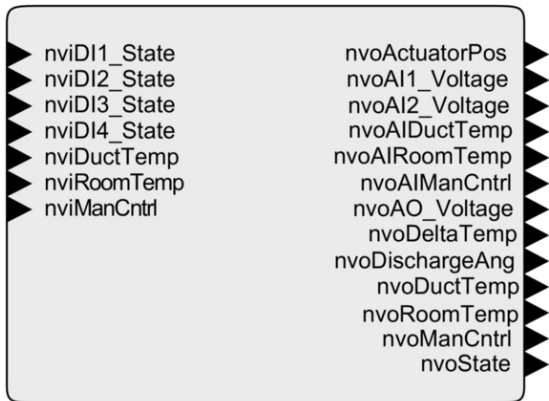 nviDI1_State
nviDI2_State
nviDI3_State
nviDI4_State
nviDuctTemp
nviRoomTemp
nviManCntrl
nvoActuatorPos
nvoAI1_Voltage
nvoAI2_Voltage
nvoAIDuctTemp
nvoAIRoomTemp
nvoAIManCntrl
nvoAO_Voltage
nvoDeltaTemp
nvoDischargeAng
nvoDuctTemp
nvoRoomTemp
nvoManCntrl
nvoState